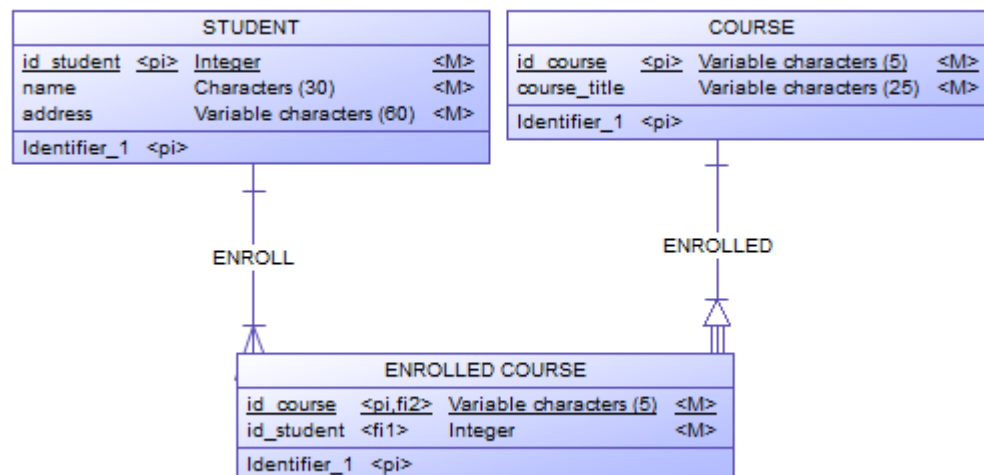 STUDENT
id_student <pi> Integer <M>
name Characters (30) <M>
address Variable characters (60) <M>
Identifier_1 <pi>
COURSE
id_course <pi> Variable characters (5) <M>
course_title Variable characters (25) <M>
Identifier_1 <pi>
ENROLL
ENROLLED
ENROLLED COURSE
id_course <pi,fi2> Variable characters (5) <M>
id_student <fi1> Integer <M>
Identifier_1 <pi>